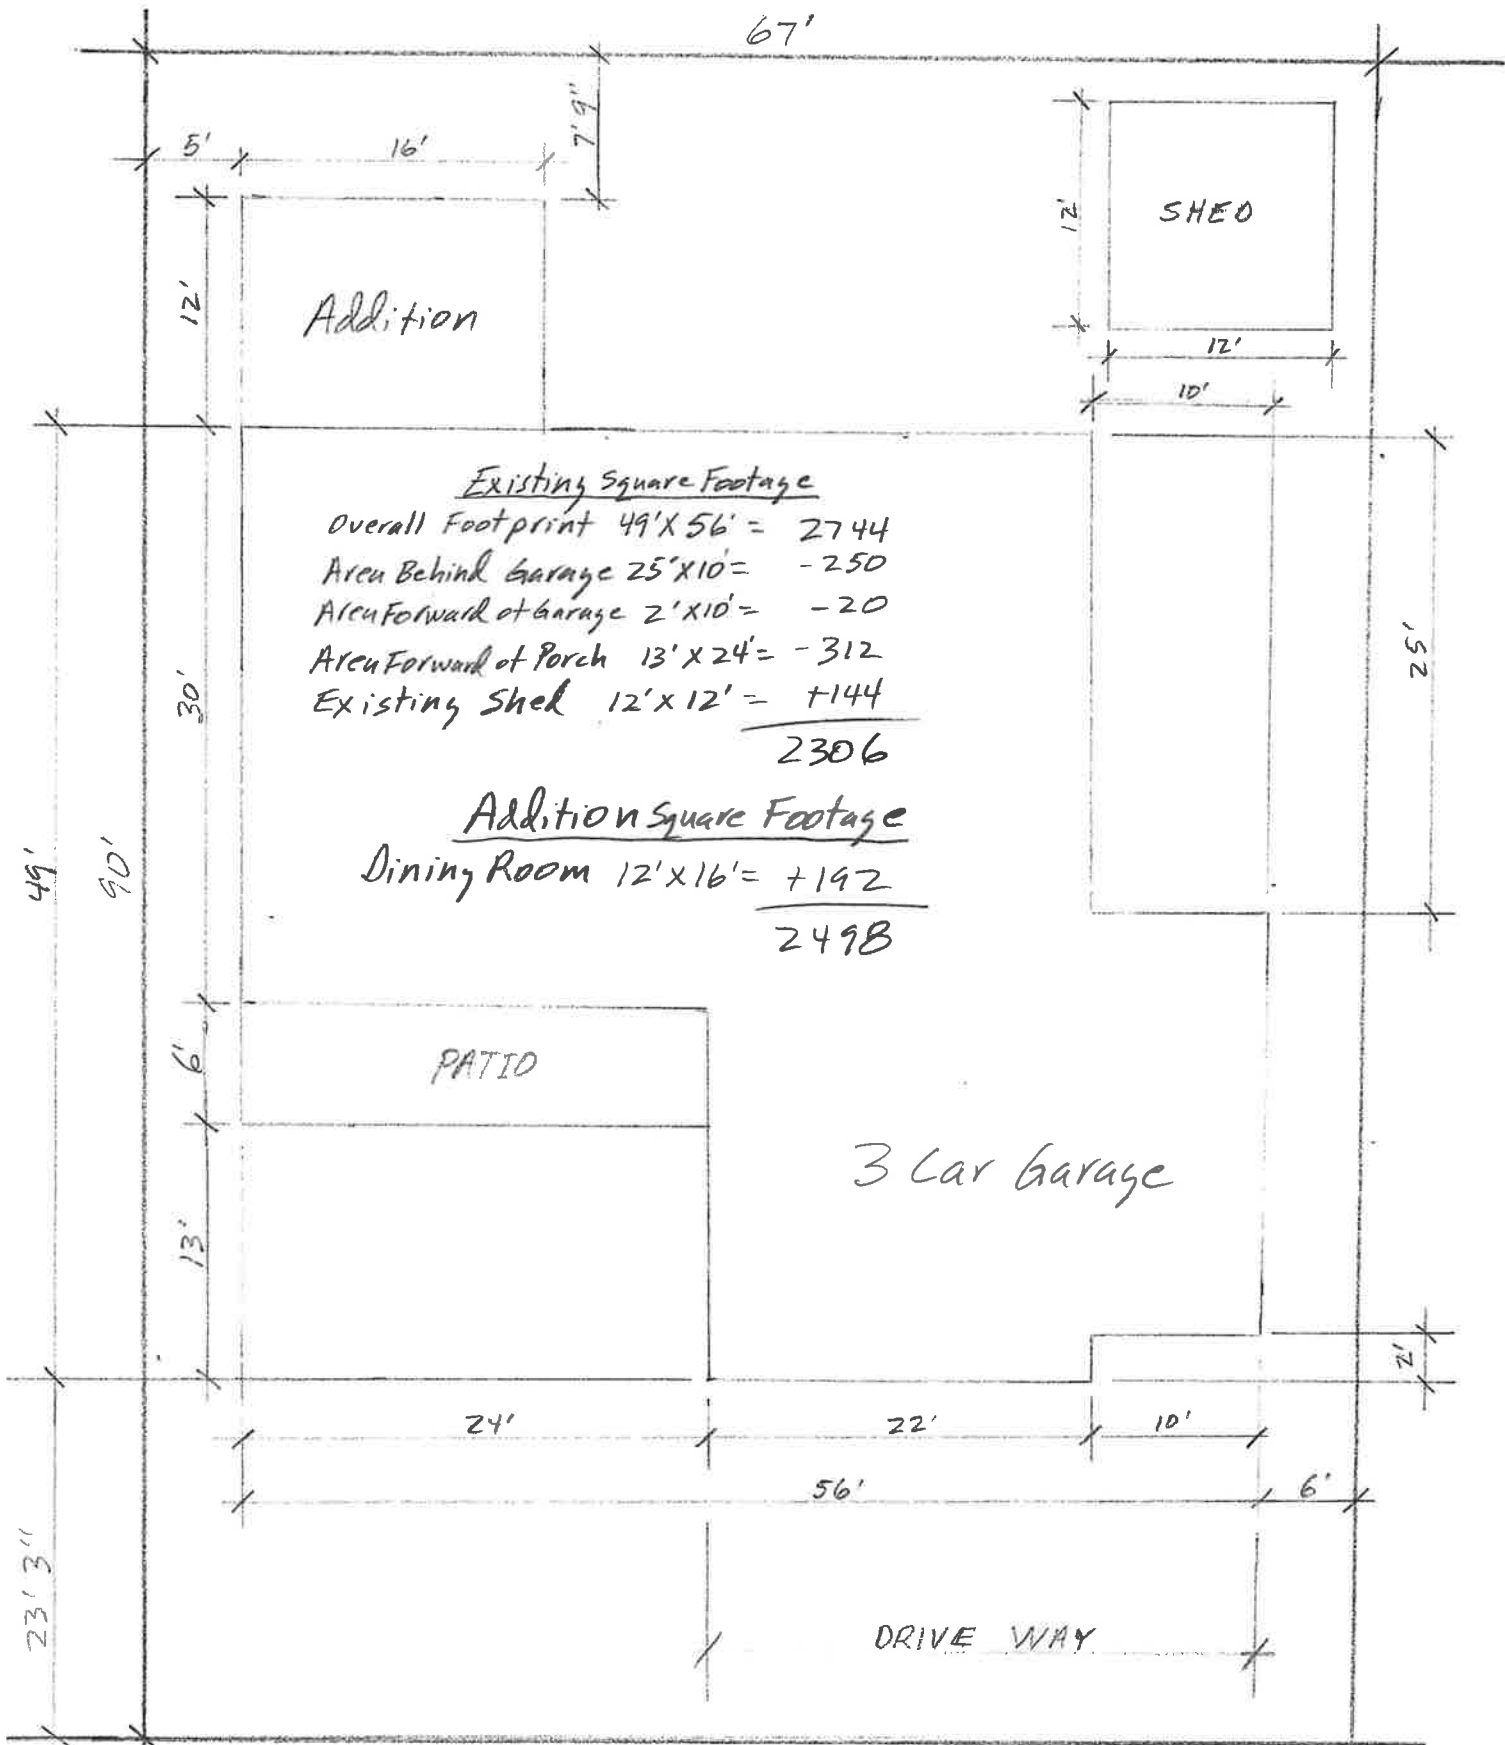 67'
7'9"
5'
16'
12'
SHED
12'
Addition
12'
12'
10'
Existing Square Footage
Overall Footprint 49'X56' = 2744
Area Behind Garage 25'X10' = -250
Area Forward of Garage 2'X10' = -20
Area Forward of Porch 13'X24' = -312
Existing Shed 12'X12' = +144
2306
Addition Square Footage
Dining Room 12'X16' = +192
2498
30'
25'
49'
90'
6'
PATIO
3 Car Garage
13'
2'
24'
22'
10'
56'
6'
23'3"
DRIVE WAY